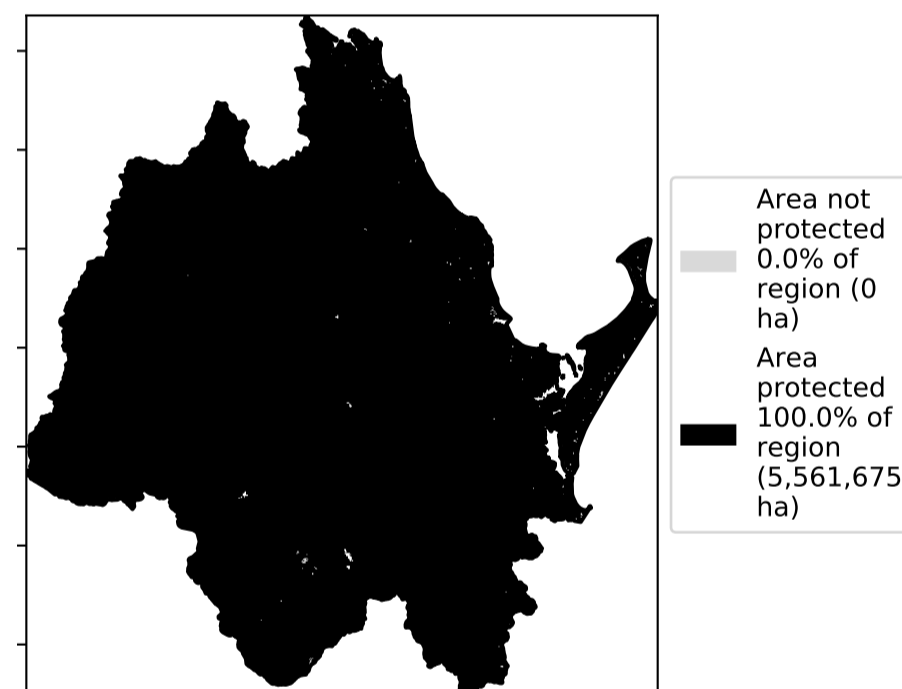 Area not
protected
0.0% of
region (0
ha)
Area
protected
100.0% of
region
(5,561,675
ha)